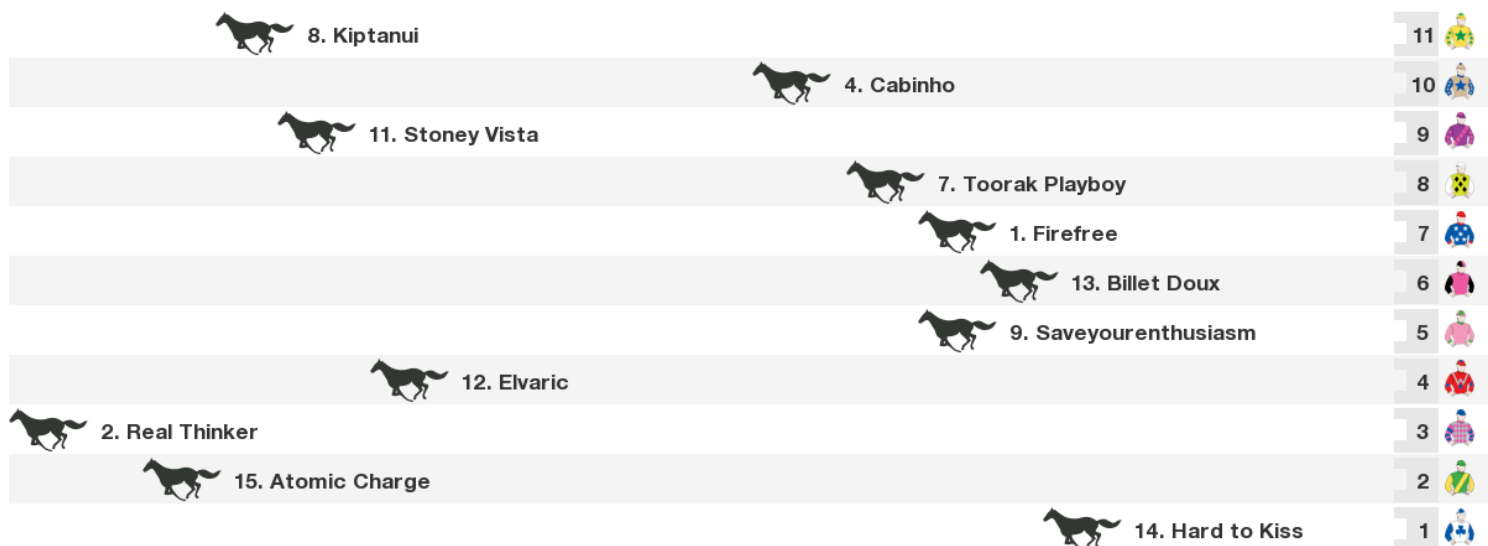 8. Kiptanui 11
4. Cabinho 10
11. Stoney Vista 9
7. Toorak Playboy 8
1. Firefree 7
13. Billet Doux 6
9. Saveyourenthusiasm 5
12. Elvaric 4
2. Real Thinker 3
15. Atomic Charge 2
14. Hard to Kiss 1